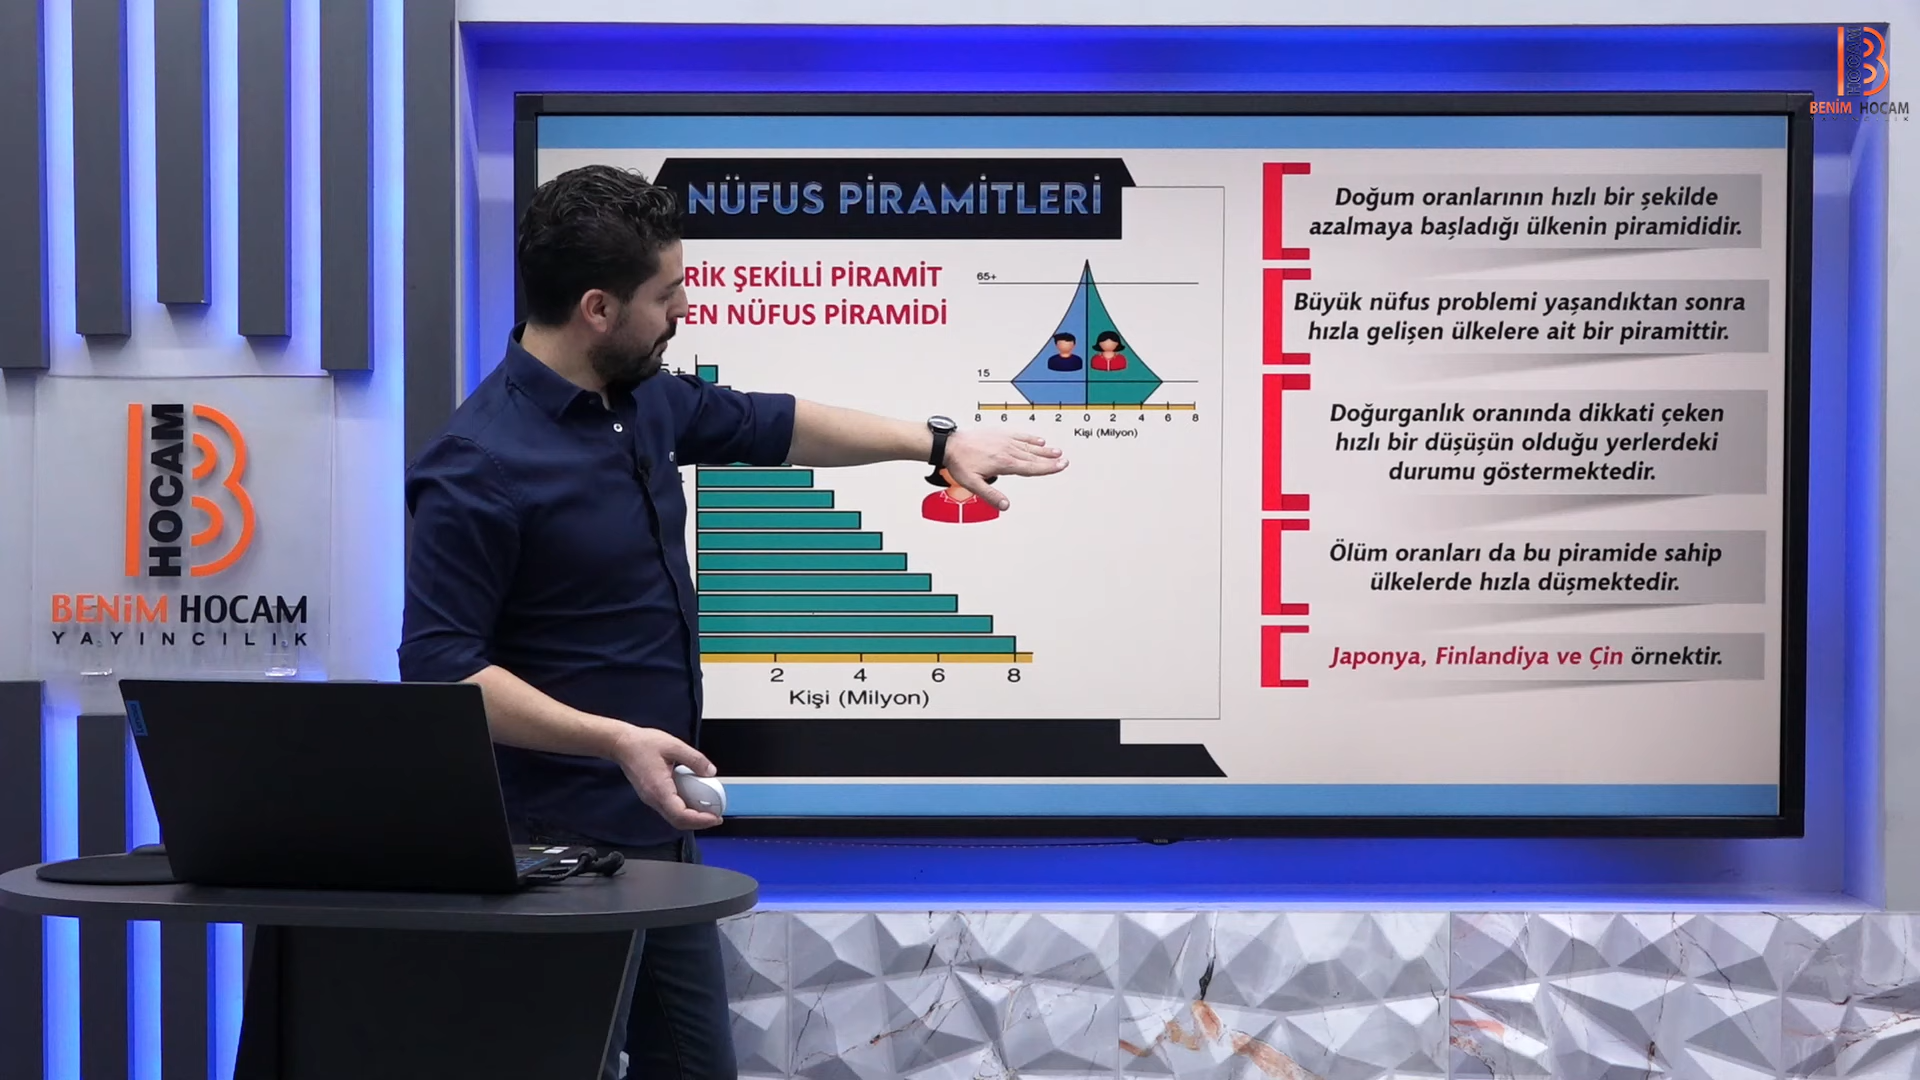 HOCAM
BENİM HOCAM
YAYINCILIK
NÜFUS PİRAMİTLERİ
RİK ŞEKİLLİ PİRAMİT
EN NÜFUS PİRAMİDİ
65+
15
8 6 4 2 0 2 4 6 8
Kişi (Milyon)
2 4 6 8
Kişi (Milyon)
Doğum oranlarının hızlı bir şekilde
azalmaya başladığı ülkenin piramididir.
Büyük nüfus problemi yaşandıktan sonra
hızla gelişen ülkelere ait bir piramittir.
Doğurganlık oranında dikkati çeken
hızlı bir düşüşün olduğu yerlerdeki
durumu göstermektedir.
Ölüm oranları da bu piramide sahip
ülkelerde hızla düşmektedir.
Japonya, Finlandiya ve Çin örnektir.
HOCAM
BENİM HOCAM
YAYINCILIK